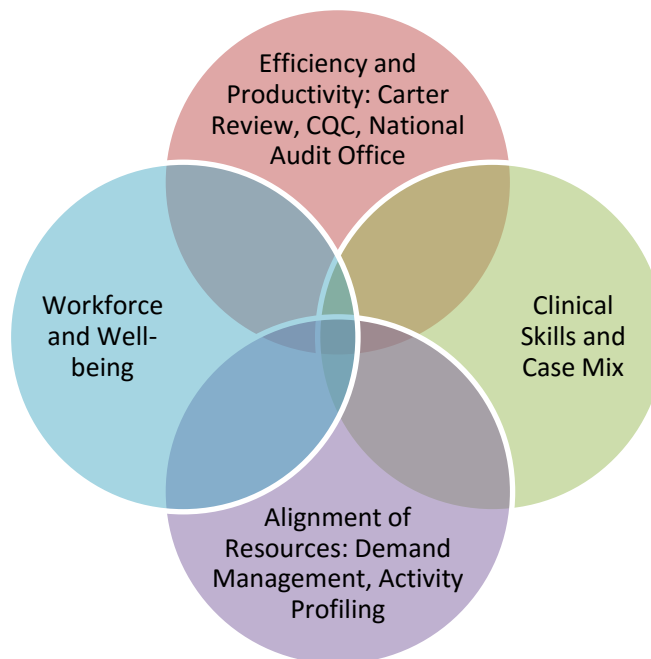 Efficiency and
Productivity: Carter
Review, CQC, National
Audit Office
Workforce
and Well-
being
Clinical
Skills and
Case Mix
Alignment of
Resources: Demand
Management, Activity
Profiling